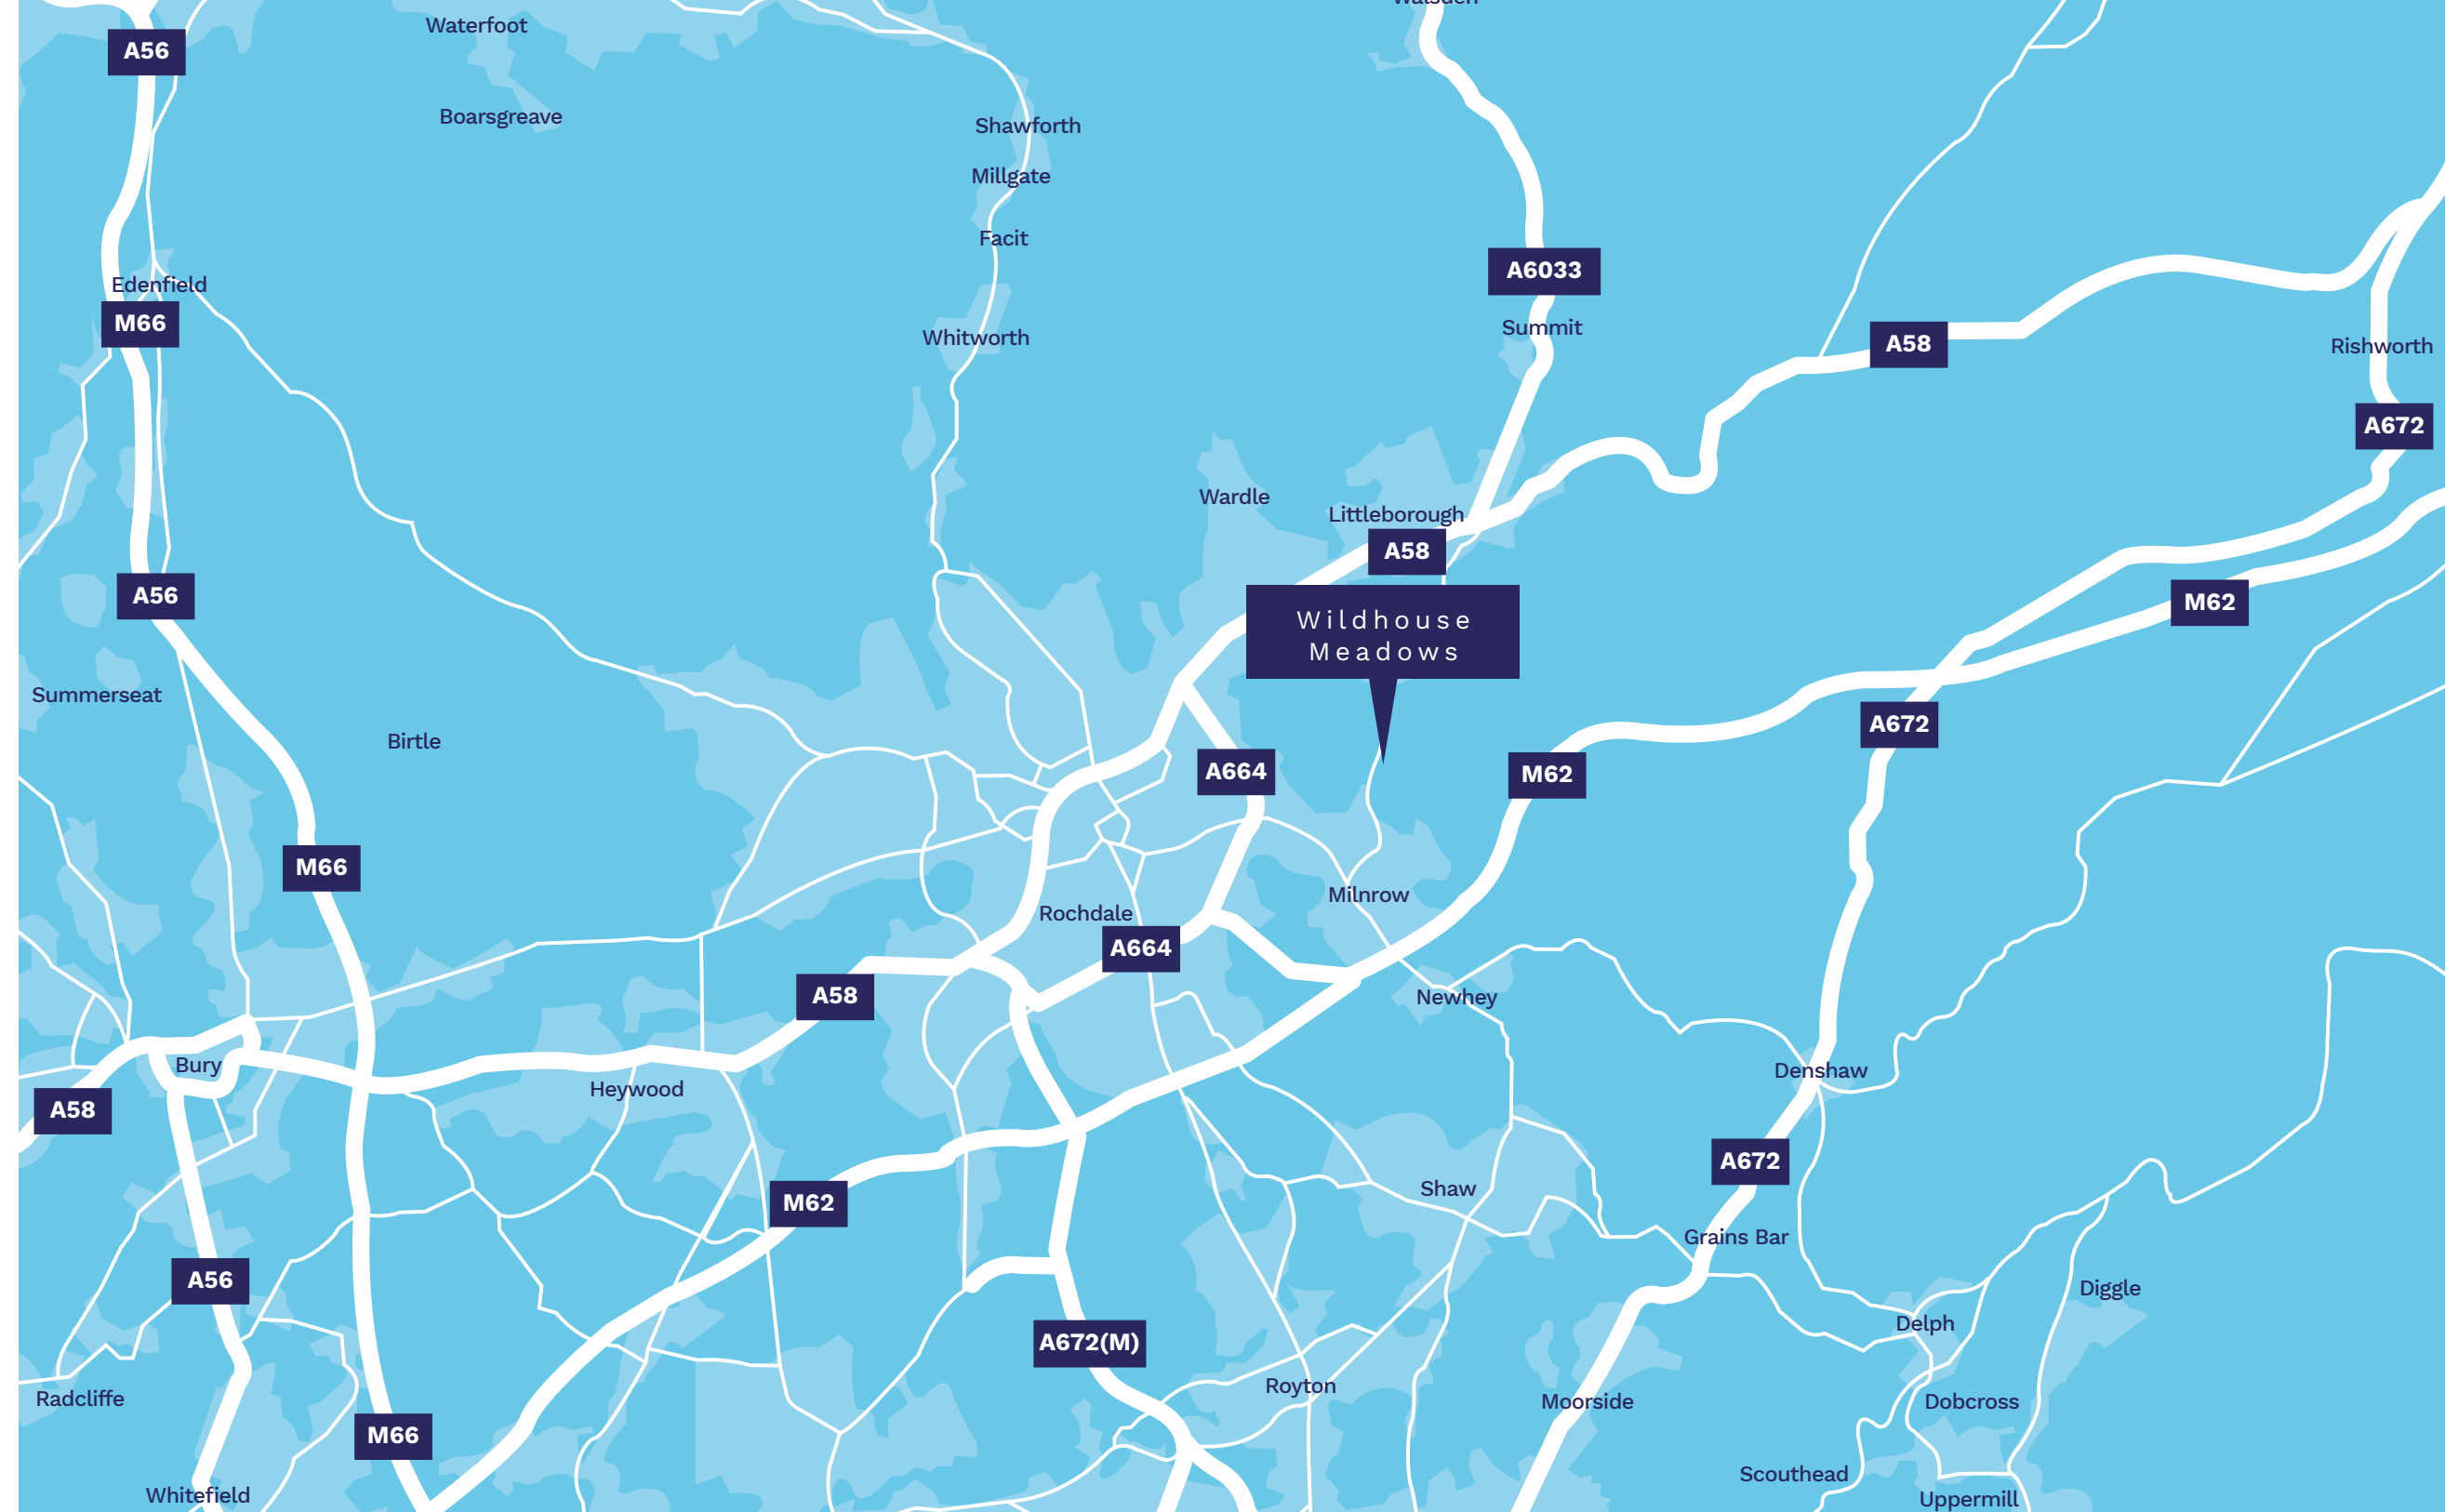 Walsden
Waterfoot
A56
Boarsgreave
Shawforth
Millgate
Facit
A6033
Edenfield
M66
Summit
Whitworth
A58
Rishworth
A672
Wardle
Littleborough
A58
A56
M62
Wildhouse
Meadows
Summerseat
A672
Birtle
A664
M62
M66
Milnrow
Rochdale
A664
A58
Newhey
Bury
Denshaw
Heywood
A58
A672
Shaw
M62
Grains Bar
A56
Diggle
Delph
A672(M)
Royton
Radcliffe
Moorside
Dobcross
M66
Scouthead
Whitefield
Uppermill